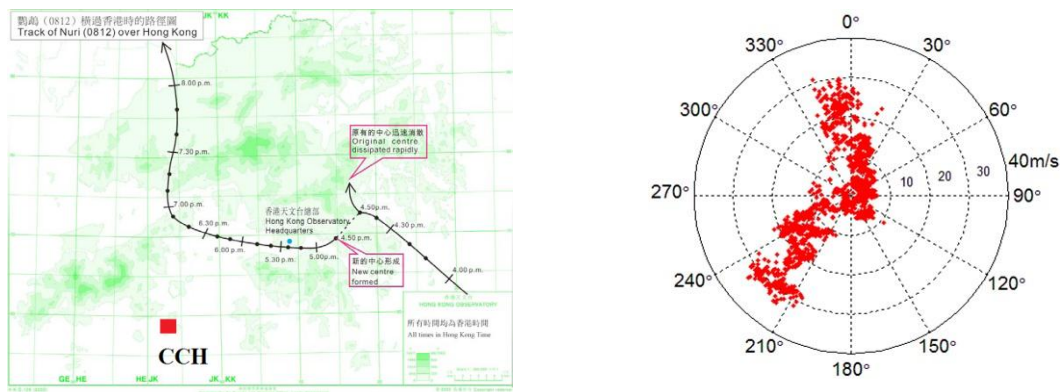 鸚鵡（0812）橫過香港時的路徑圖
Track of Nuri (0812) over Hong Kong
JK KK
8.00 p.m.
7.30 p.m.
7.00 p.m.
6.30 p.m.
6.00 p.m.
5.30 p.m.
5.00 p.m.
4.50 p.m.
4.50 p.m.
4.30 p.m.
4.00 p.m.
原有的中心迅速消散
Original centre
dissipated rapidly
香港天文台總部
Hong Kong Observatory
Headquarters
新的中心形成
New centre
formed
HONG KONG OBSERVATORY
所有時間均為香港時間
All times in Hong Kong Time
CCH
GE HE
HE JK
JK KK
0°
30°
60°
90°
120°
150°
180°
210°
240°
270°
300°
330°
10
20
30
40m/s